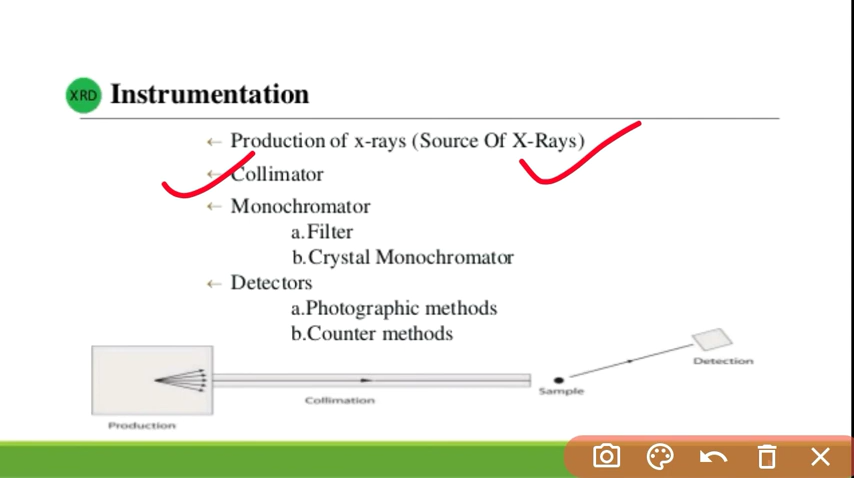 XRD Instrumentation
← Production of x-rays (Source Of X-Rays)
← Collimator
← Monochromator
a.Filter
b.Crystal Monochromator
← Detectors
a.Photographic methods
b.Counter methods
Detection
Sample
Collimation
Production